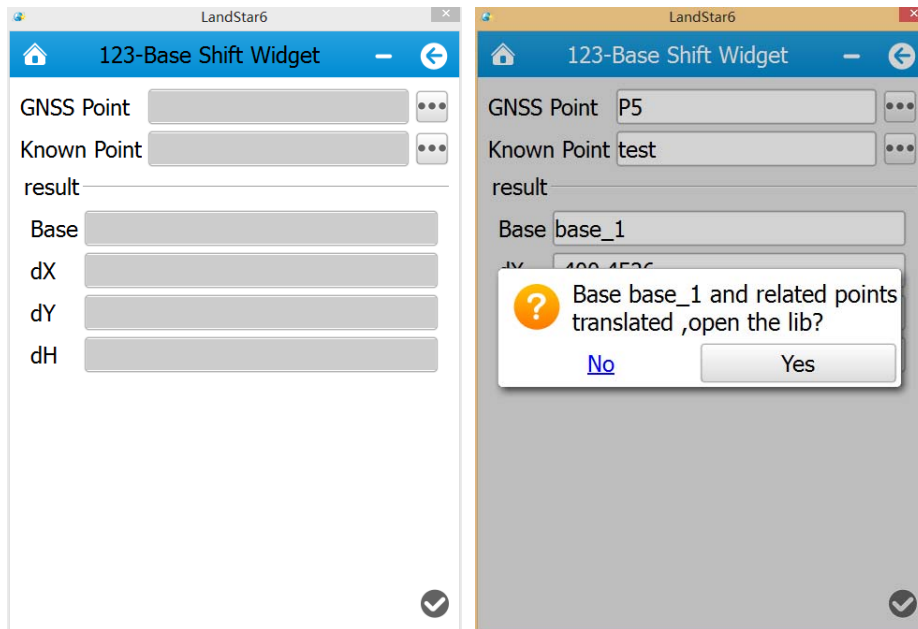 LandStar6
123-Base Shift Widget
GNSS Point
Known Point
result
Base
dX
dY
dH
LandStar6
123-Base Shift Widget
GNSS Point P5
Known Point test
result
Base base_1
Base base_1 and related points
translated ,open the lib?
No Yes